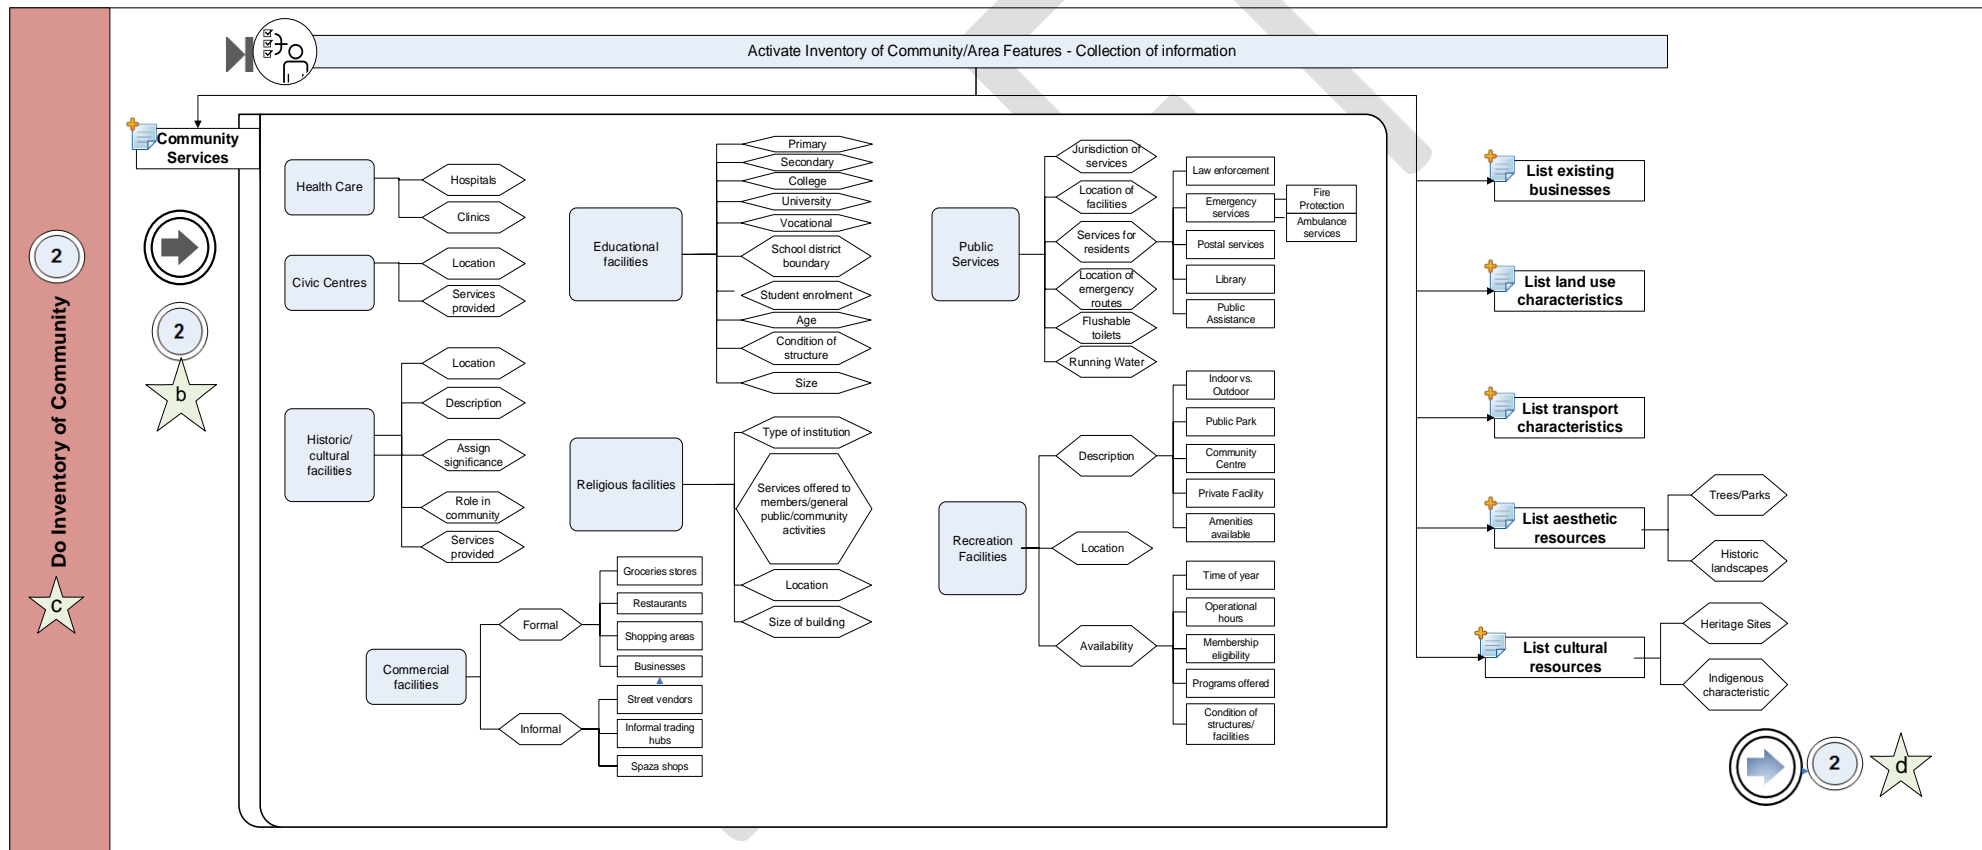 Activate Inventory of Community/Area Features - Collection of information
2
Do Inventory of Community
c
Community
Services
2
b
Health Care
Hospitals
Clinics
Civic Centres
Location
Services
provided
Historic/
cultural
facilities
Location
Description
Assign
significance
Role in
community
Services
provided
Commercial
facilities
Formal
Groceries stores
Restaurants
Shopping areas
Businesses
Informal
Street vendors
Informal trading
hubs
Spaza shops
Educational
facilities
Primary
Secondary
College
University
Vocational
School district
boundary
Student enrolment
Age
Condition of
structure
Size
Religious facilities
Type of institution
Services offered to
members/general
public/community
activities
Location
Size of building
Public
Services
Jurisdiction of
services
Location of
facilities
Services for
residents
Location of
emergency
routes
Flushable
toilets
Running Water
Law enforcement
Emergency
services
Fire
Protection
Ambulance
services
Postal services
Library
Public
Assistance
Recreation
Facilities
Description
Indoor vs.
Outdoor
Public Park
Community
Centre
Private Facility
Amenities
available
Location
Availability
Time of year
Operational
hours
Membership
eligibility
Programs offered
Condition of
structures/
facilities
List existing
businesses
List land use
characteristics
List transport
characteristics
List aesthetic
resources
Trees/Parks
Historic
landscapes
List cultural
resources
Heritage Sites
Indigenous
characteristic
2
d